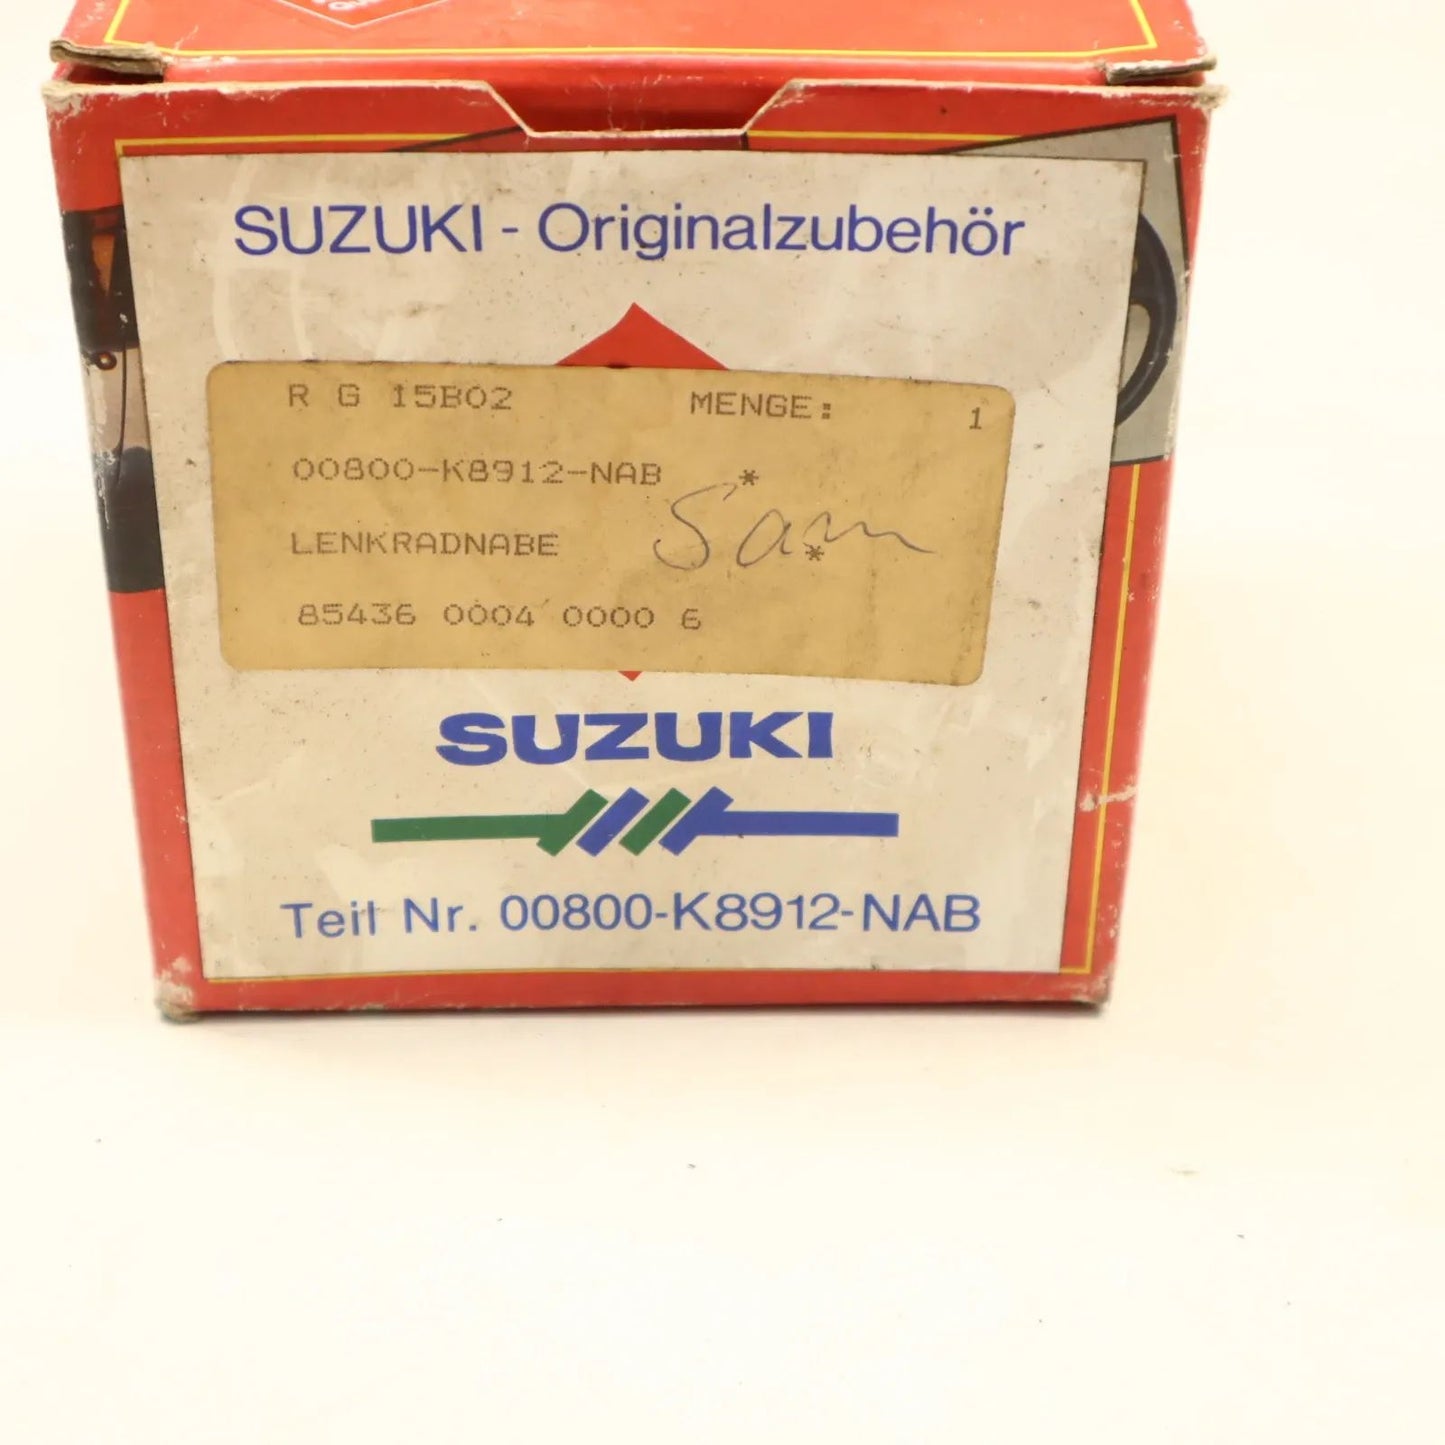 SUZUKI - Originalzubehör
R G 15B02 MENGE: 1
00800-K8912-NAB *
LENKRADNABE Sam *
85436 0004 0000 6
SUZUKI
Teil Nr. 00800-K8912-NAB